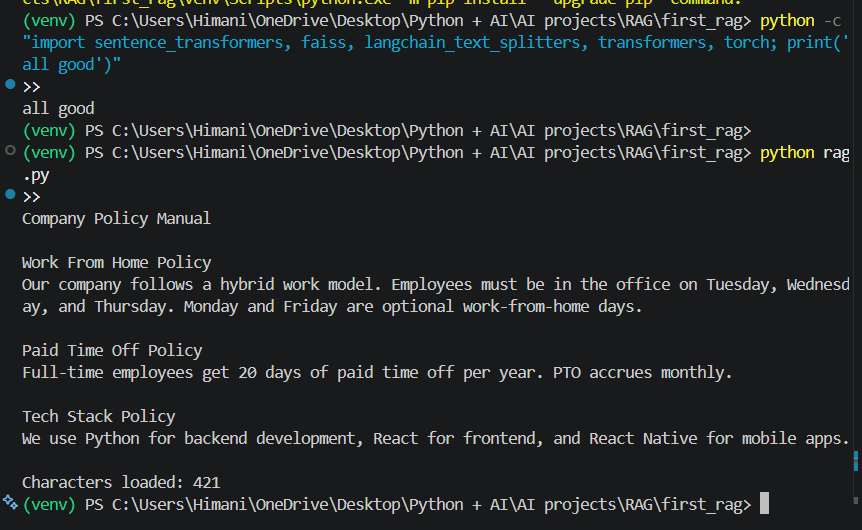 cts\RAG\first_rag\venv\Scripts\python.exe -m pip install --upgrade pip' command.
(venv) PS C:\Users\Himani\OneDrive\Desktop\Python + AI\AI projects\RAG\first_rag> python -c
"import sentence_transformers, faiss, langchain_text_splitters, transformers, torch; print('
all good')"
>>
all good
(venv) PS C:\Users\Himani\OneDrive\Desktop\Python + AI\AI projects\RAG\first_rag>
(venv) PS C:\Users\Himani\OneDrive\Desktop\Python + AI\AI projects\RAG\first_rag> python rag
.py
>>
Company Policy Manual
Work From Home Policy
Our company follows a hybrid work model. Employees must be in the office on Tuesday, Wednesd
ay, and Thursday. Monday and Friday are optional work-from-home days.
Paid Time Off Policy
Full-time employees get 20 days of paid time off per year. PTO accrues monthly.
Tech Stack Policy
We use Python for backend development, React for frontend, and React Native for mobile apps.
Characters loaded: 421
(venv) PS C:\Users\Himani\OneDrive\Desktop\Python + AI\AI projects\RAG\first_rag>